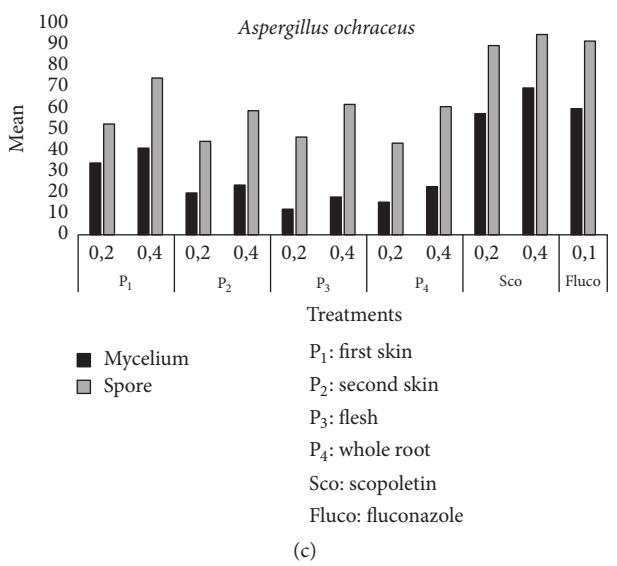 Aspergillus ochraceus
100
90
80
70
60
50
40
30
20
10
0
Mean
0,2 0,4 0,2 0,4 0,2 0,4 0,2 0,4 0,2 0,4 0,1
P1 P2 P3 P4 Sco Fluco
Treatments
Mycelium
Spore
P1: first skin
P2: second skin
P3: flesh
P4: whole root
Sco: scopoletin
Fluco: fluconazole
(c)